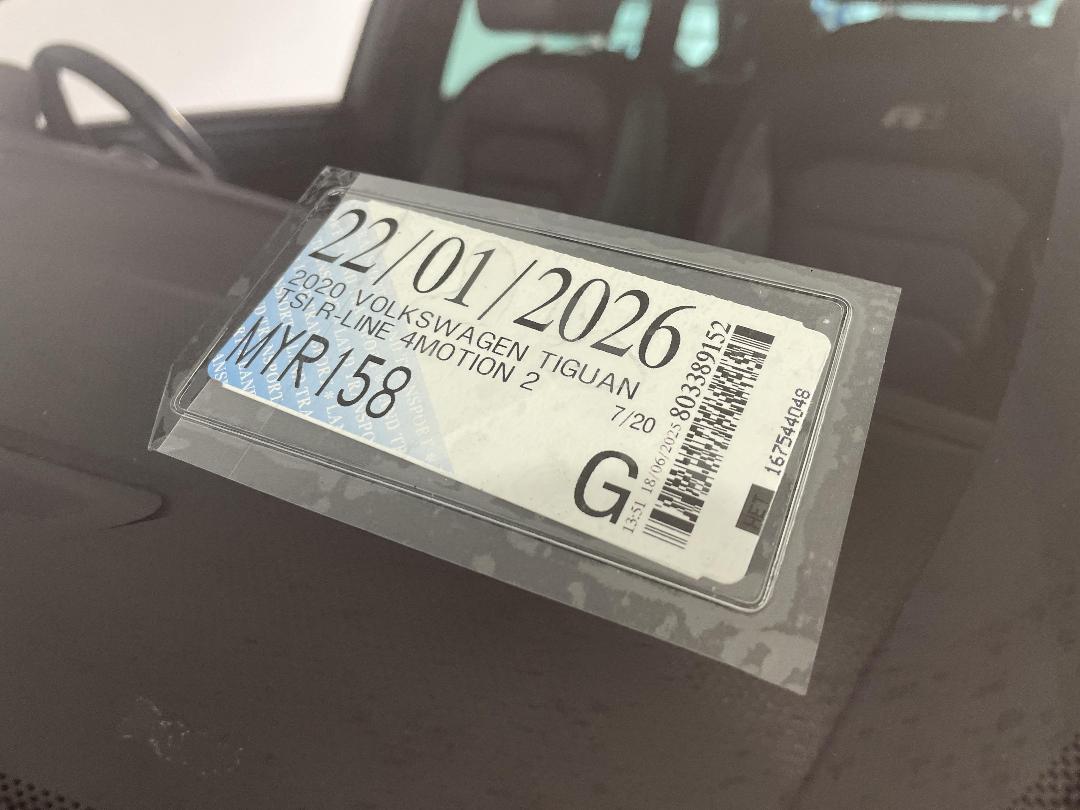 22/01/2026
2020 VOLKSWAGEN TIGUAN
TSI R-LINE 4MOTION 2
MYR158
7/20
G
13:51 18/06/2025 803389152
HET
167544048